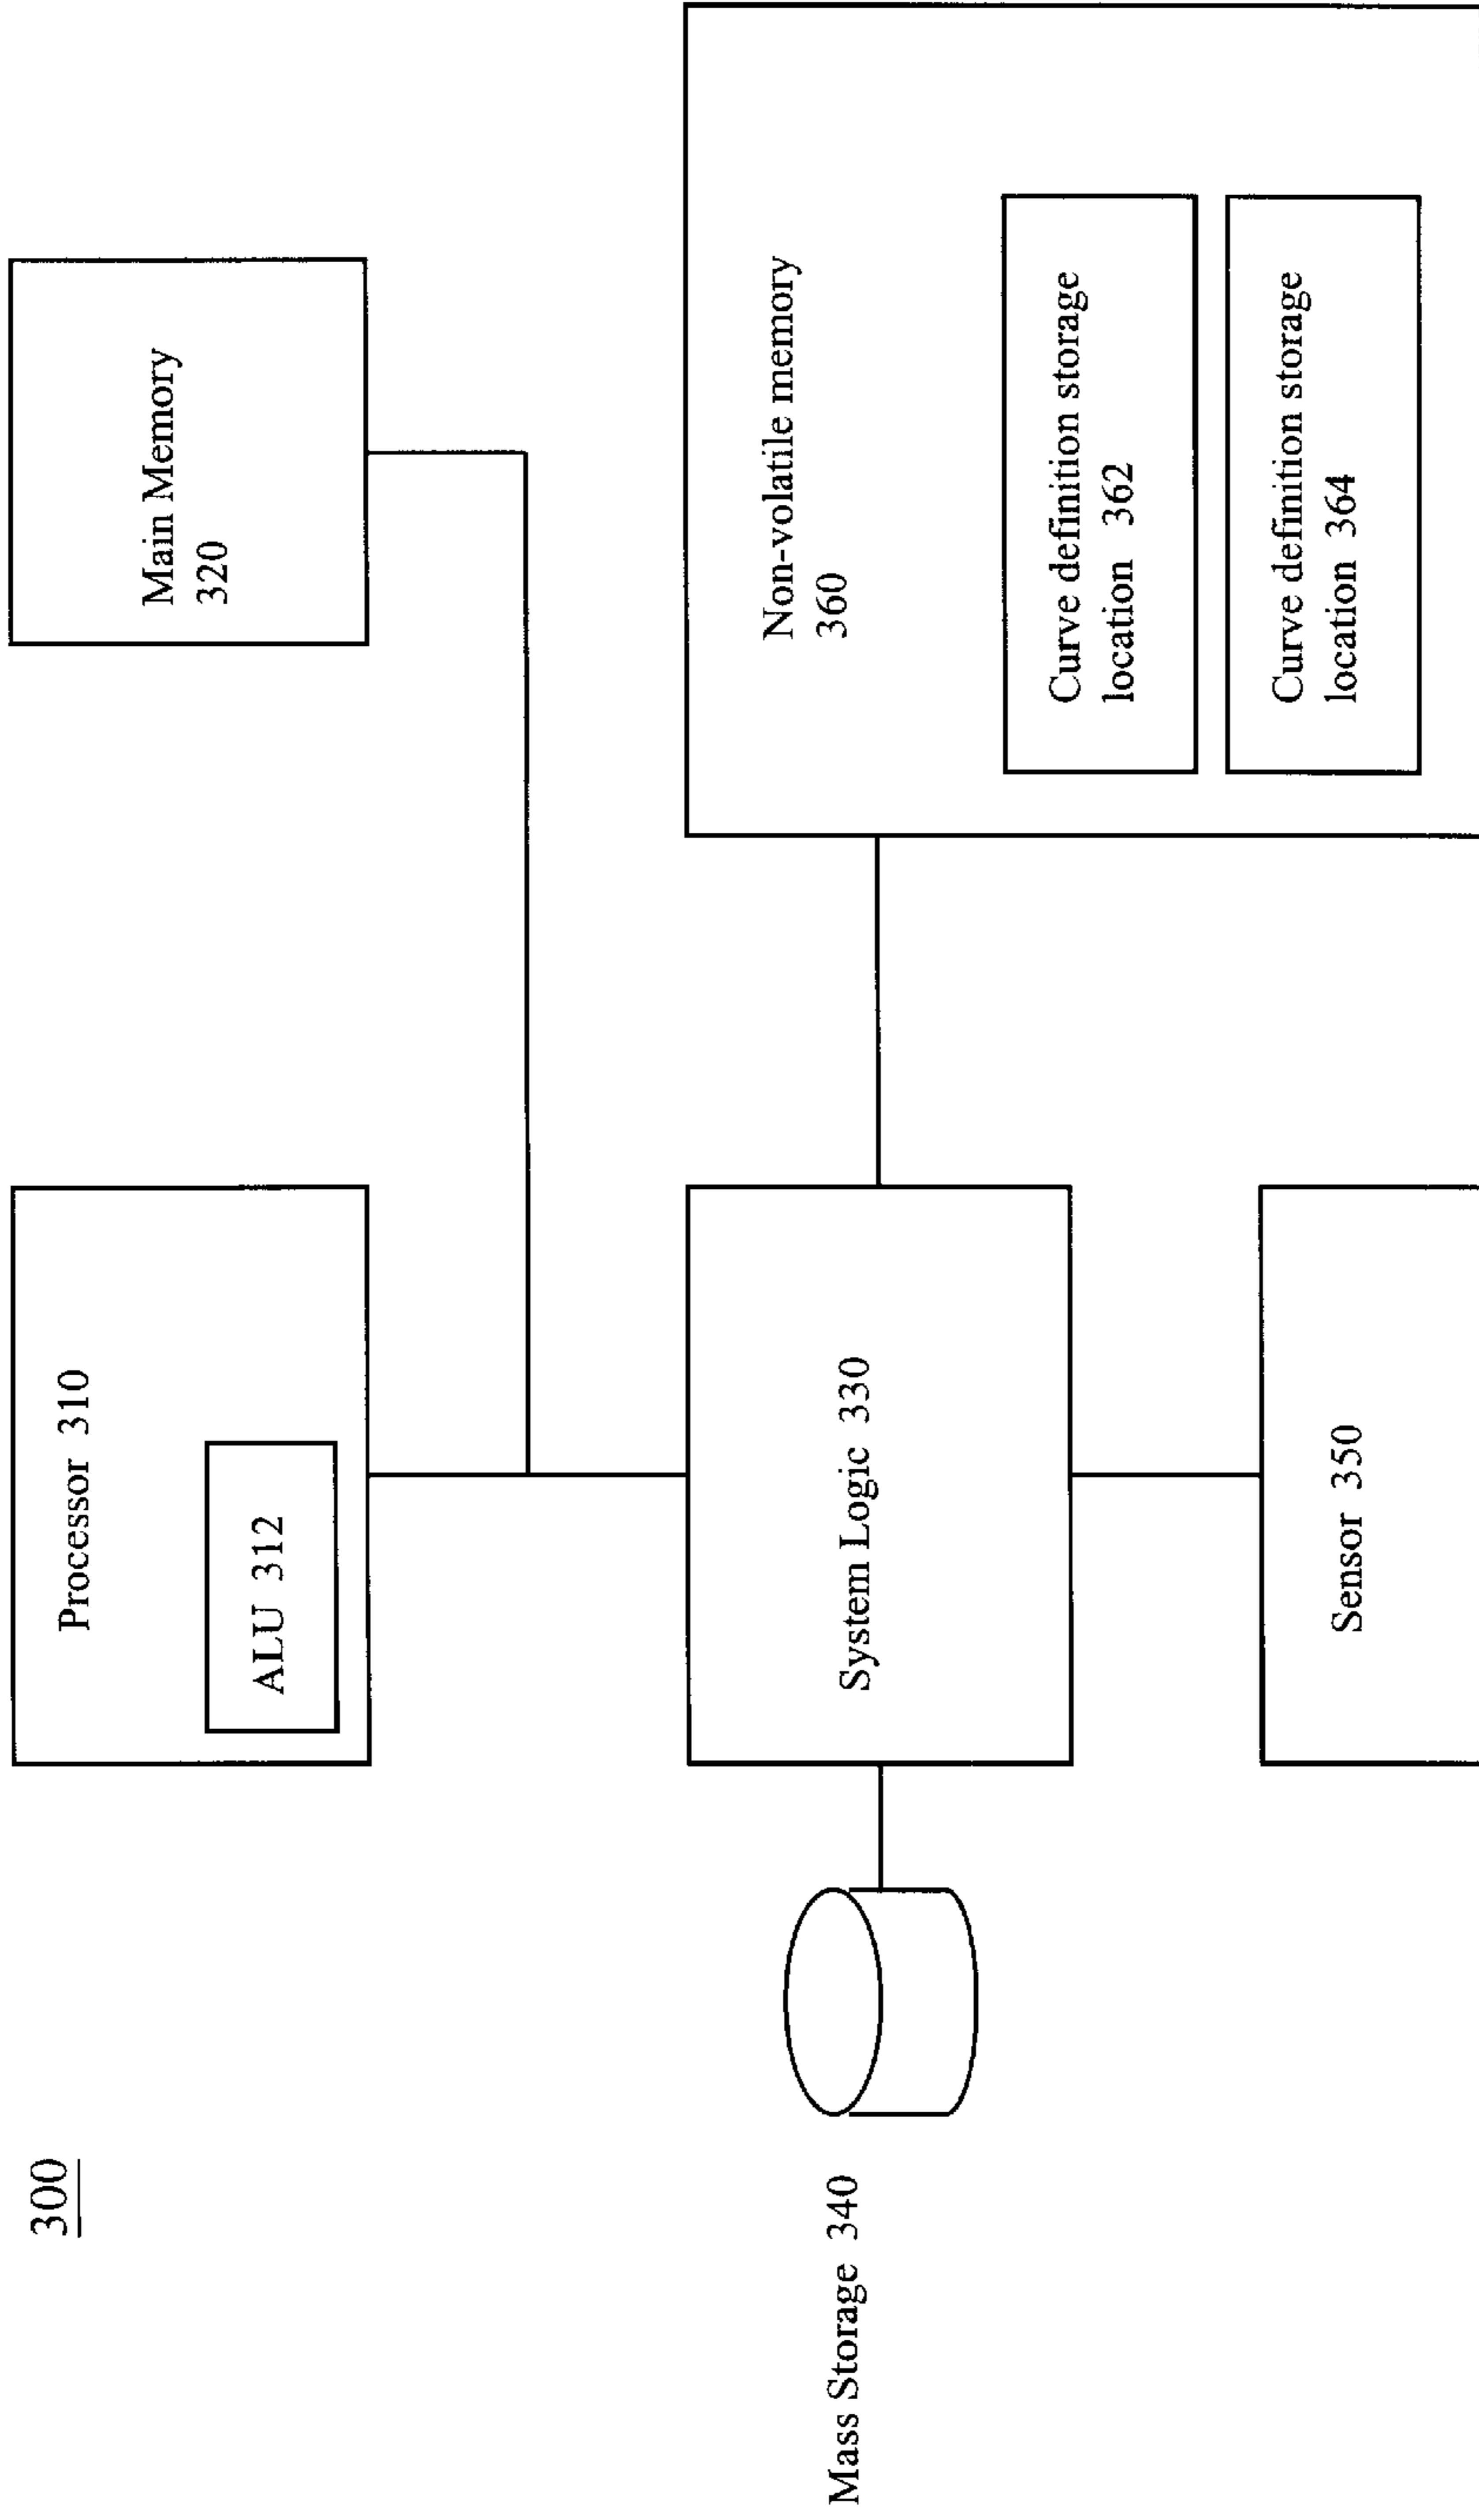 300
Processor 310
ALU 312
Main Memory
320
Mass Storage 340
System Logic 330
Non-volatile memory
360
Curve definition storage
location 362
Curve definition storage
location 364
Sensor 350